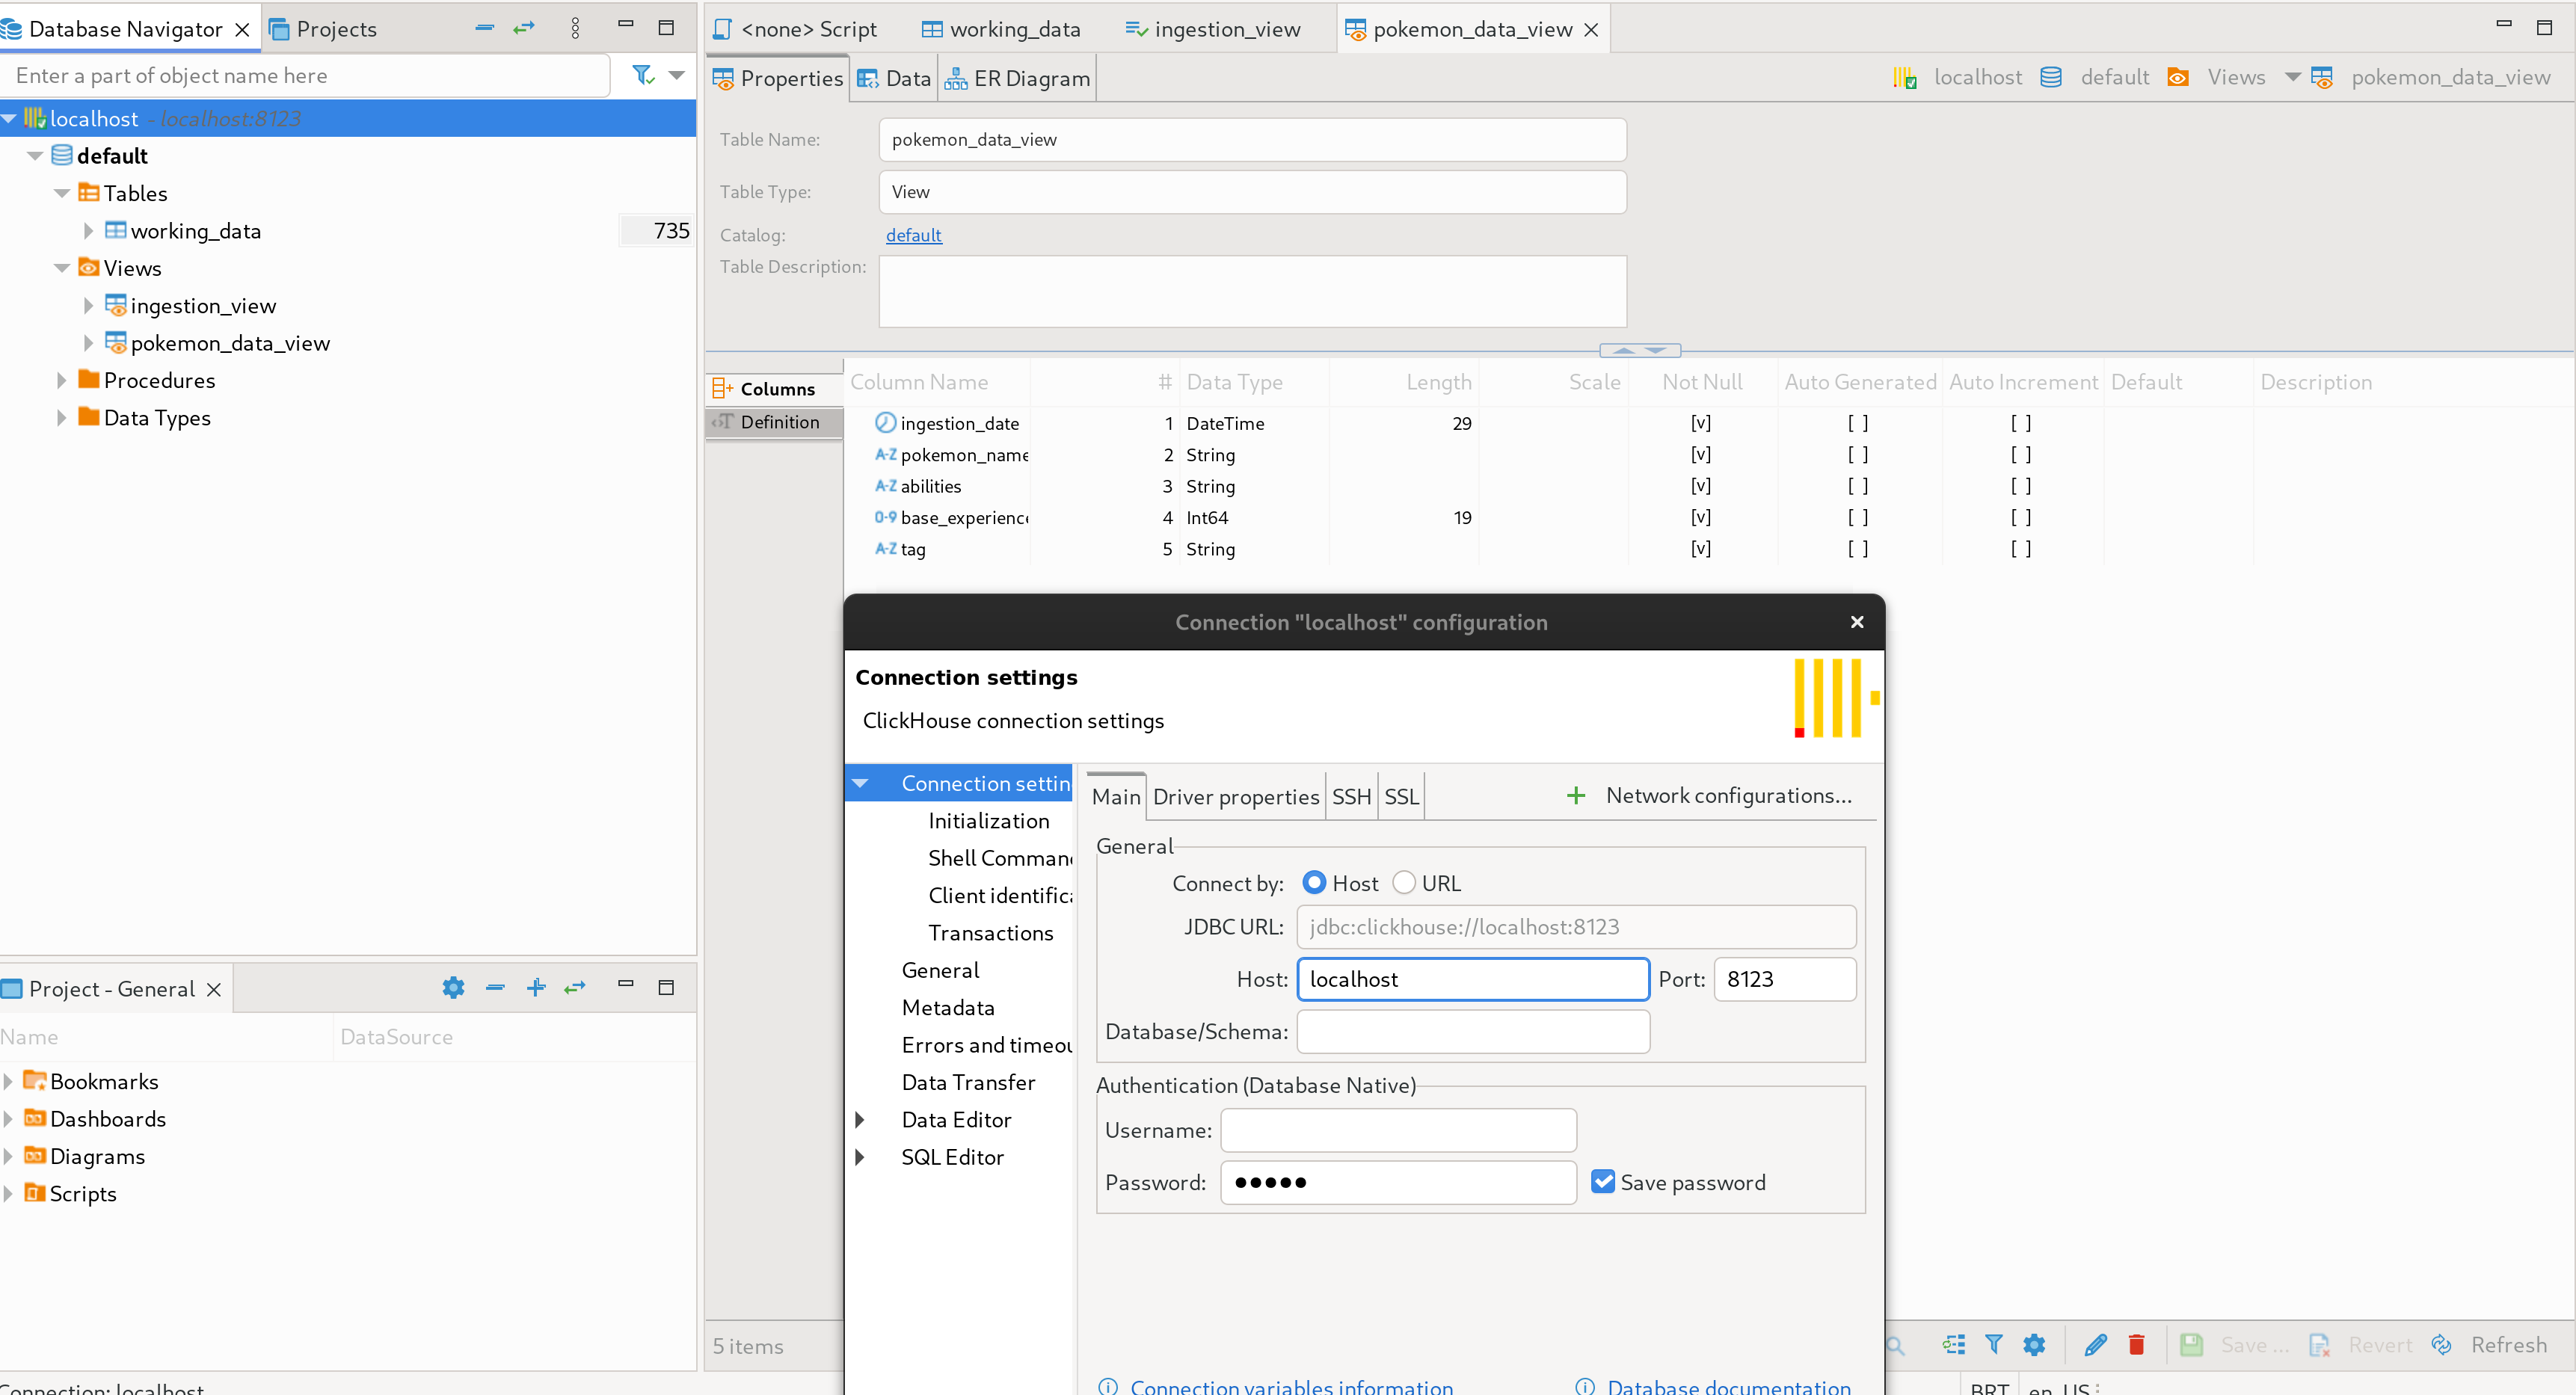 Database Navigator
Projects
Enter a part of object name here
localhost - localhost:8123
default
Tables
working_data
735
Views
ingestion_view
pokemon_data_view
Procedures
Data Types
Project - General
Name DataSource
Bookmarks
Dashboards
Diagrams
Scripts
Connection: localhost
<none> Script
working_data
ingestion_view
pokemon_data_view
Properties
Data
ER Diagram
localhost default Views pokemon_data_view
Table Name: pokemon_data_view
Table Type: View
Catalog: default
Table Description:
Columns
Definition
Column Name # Data Type Length Scale Not Null Auto Generated Auto Increment Default Description
ingestion_date 1 DateTime 29 [v] [ ] [ ]
A-Z pokemon_name 2 String [v] [ ] [ ]
A-Z abilities 3 String [v] [ ] [ ]
0-9 base_experience 4 Int64 19 [v] [ ] [ ]
A-Z tag 5 String [v] [ ] [ ]
Connection "localhost" configuration
Connection settings
ClickHouse connection settings
Connection settin
Initialization
Shell Comman
Client identifica
Transactions
General
Metadata
Errors and timeou
Data Transfer
Data Editor
SQL Editor
Main
Driver properties
SSH
SSL
+ Network configurations...
General
Connect by: Host URL
JDBC URL: jdbc:clickhouse://localhost:8123
Host: localhost Port: 8123
Database/Schema:
Authentication (Database Native)
Username:
Password: ••••• Save password
Connection variables information
Database documentation
5 items
Save ...
Revert
Refresh
BRT en_US